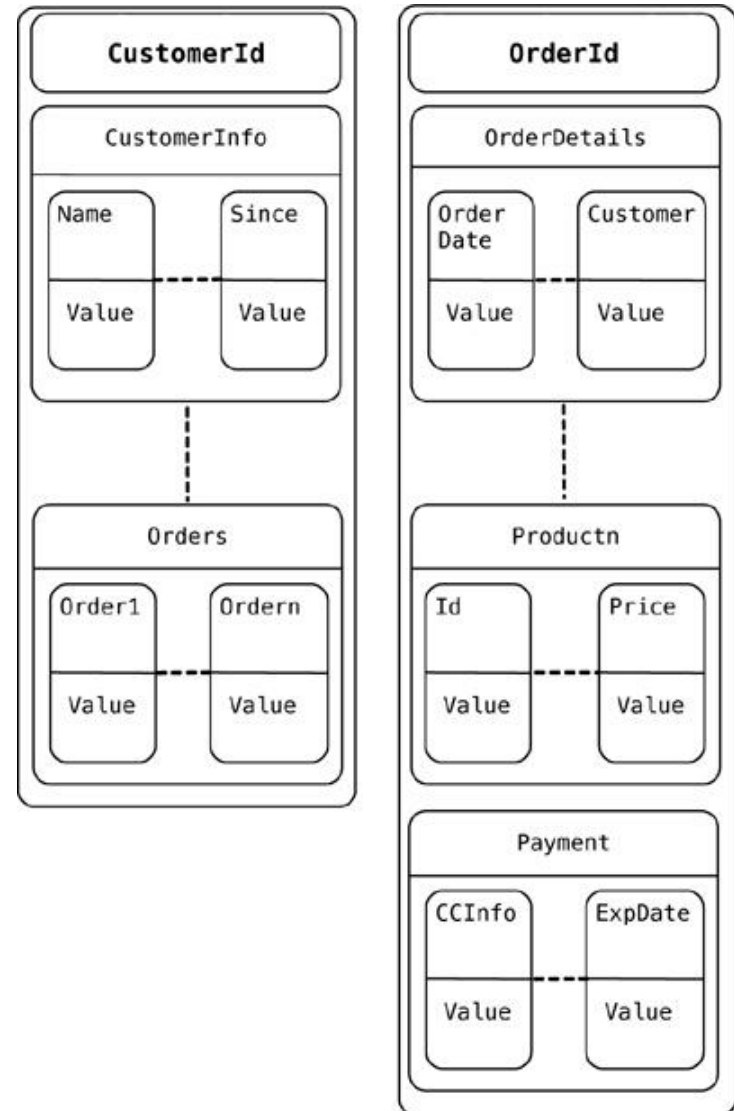 CustomerId
CustomerInfo
Name Since
Value Value
Orders
Order1 Ordern
Value Value
OrderId
OrderDetails
Order Customer
Date
Value Value
Productn
Id Price
Value Value
Payment
CCInfo ExpDate
Value Value